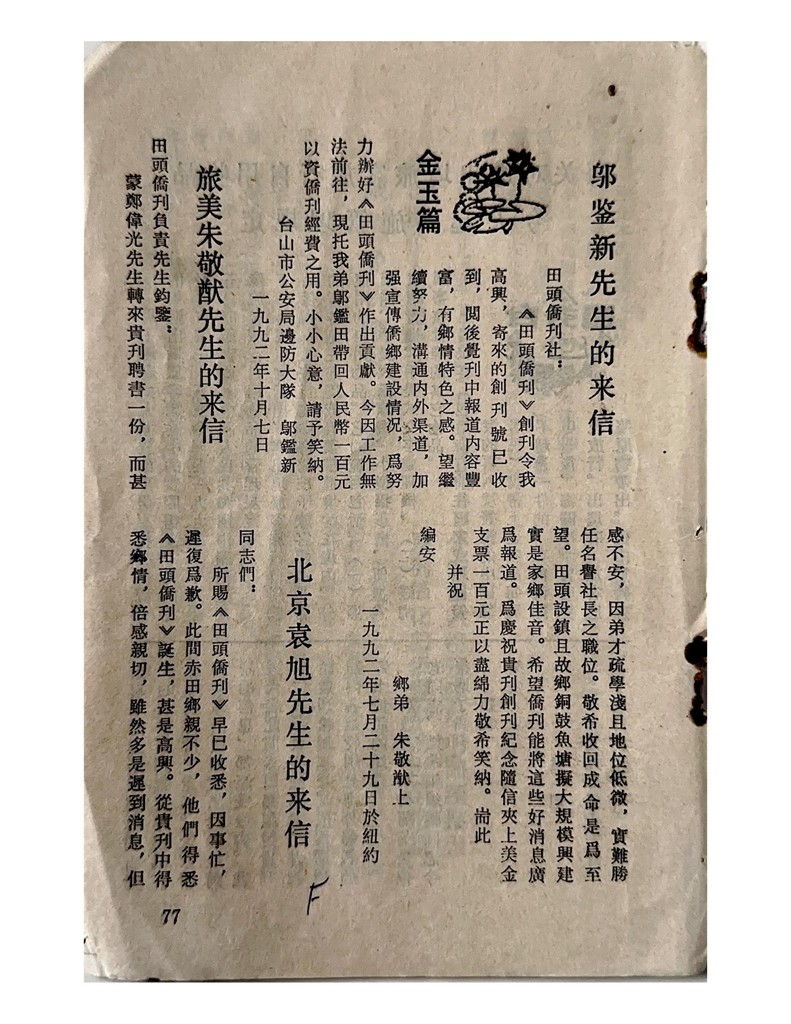 邬鉴新先生的来信
田頭僑刊社：
《田頭僑刊》創刊令我
高興，寄來的創刊號已收
到，閱後覺刊中報道内容豐
富，有鄉情特色之感。望繼
續努力，溝通内外渠道，加
强宣傳僑鄉建設情况，爲努
金玉篇
力辦好《田頭僑刊》作出貢獻。今因工作無
法前往，現托我弟鄔鑑田帶回人民幣一百元
以資僑刊經費之用。小小心意，請予笑納。
台山市公安局邊防大隊　鄔鑑新
一九九二年十月七日
旅美朱敬猷先生的来信
田頭僑刊負責先生鈞鑒：
蒙鄭偉光先生轉來貴刊聘書一份，而甚
感不安，因弟才疏學淺且地位低微，實難勝
任名譽社長之職位。敬希收回成命是爲至
望。田頭設鎮且故鄉銅鼓魚塘擬大規模興建
實是家鄉佳音。希望僑刊能將這些好消息廣
爲報道。爲慶祝貴刊創刊紀念隨信夾上美金
支票一百元正以盡綿力敬希笑納。耑此
并祝
編安
鄉弟　朱敬猷上
一九九二年七月二十九日於紐約
北京袁旭先生的来信
同志們：
所賜《田頭僑刊》早已收悉，因事忙，
遲復爲歉。此間赤田鄉親不少，他們得悉
《田頭僑刊》誕生，甚是高興。從貴刊中得
悉鄉情，倍感親切，雖然多是遲到消息，但
F
77